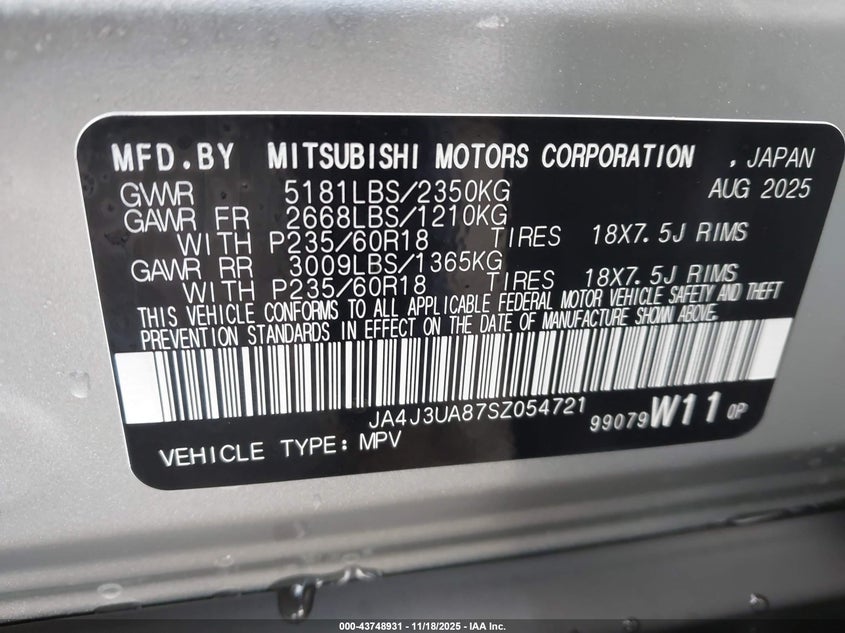 MFD.BY MITSUBISHI MOTORS CORPORATION , JAPAN
GVWR 5181LBS/2350KG AUG 2025
GAWR FR 2668LBS/1210KG
WITH P235/60R18 TIRES 18X7.5J RIMS
GAWR RR 3009LBS/1365KG
WITH P235/60R18 TIRES 18X7.5J RIMS
THIS VEHICLE CONFORMS TO ALL APPLICABLE FEDERAL MOTOR VEHICLE SAFETY AND THEFT
PREVENTION STANDARDS IN EFFECT ON THE DATE OF MANUFACTURE SHOWN ABOVE.
JA4J3UA87SZ054721 99079W11 QP
VEHICLE TYPE: MPV
000-43748931 - 11/18/2025 - IAA Inc.